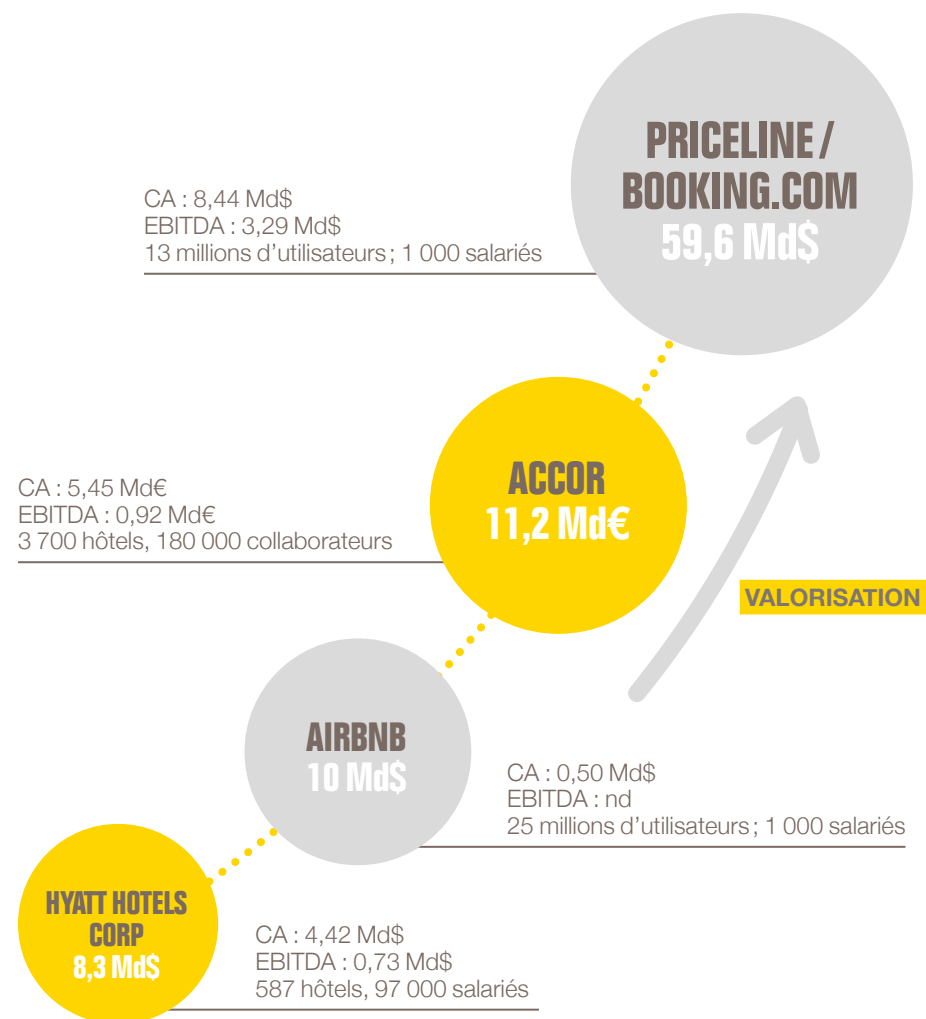 PRICELINE /
BOOKING.COM
59,6 Md$
CA : 8,44 Md$
EBITDA : 3,29 Md$
13 millions d’utilisateurs ; 1 000 salariés
ACCOR
11,2 Md€
CA : 5,45 Md€
EBITDA : 0,92 Md€
3 700 hôtels, 180 000 collaborateurs
VALORISATION
AIRBNB
10 Md$
CA : 0,50 Md$
EBITDA : nd
25 millions d’utilisateurs ; 1 000 salariés
HYATT HOTELS
CORP
8,3 Md$
CA : 4,42 Md$
EBITDA : 0,73 Md$
587 hôtels, 97 000 salariés